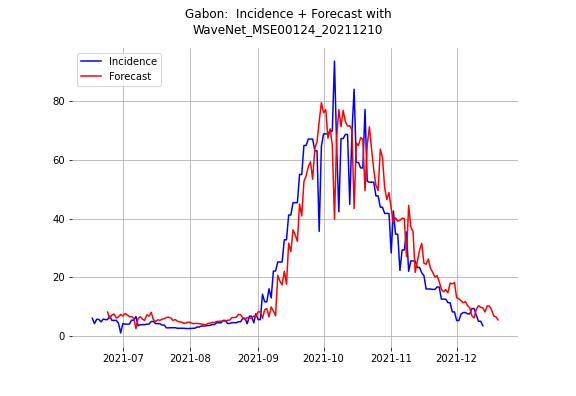 Gabon:  Incidence + Forecast with
WaveNet_MSE00124_20211210
Incidence
Forecast
80
60
40
20
0
2021-07
2021-08
2021-09
2021-10
2021-11
2021-12